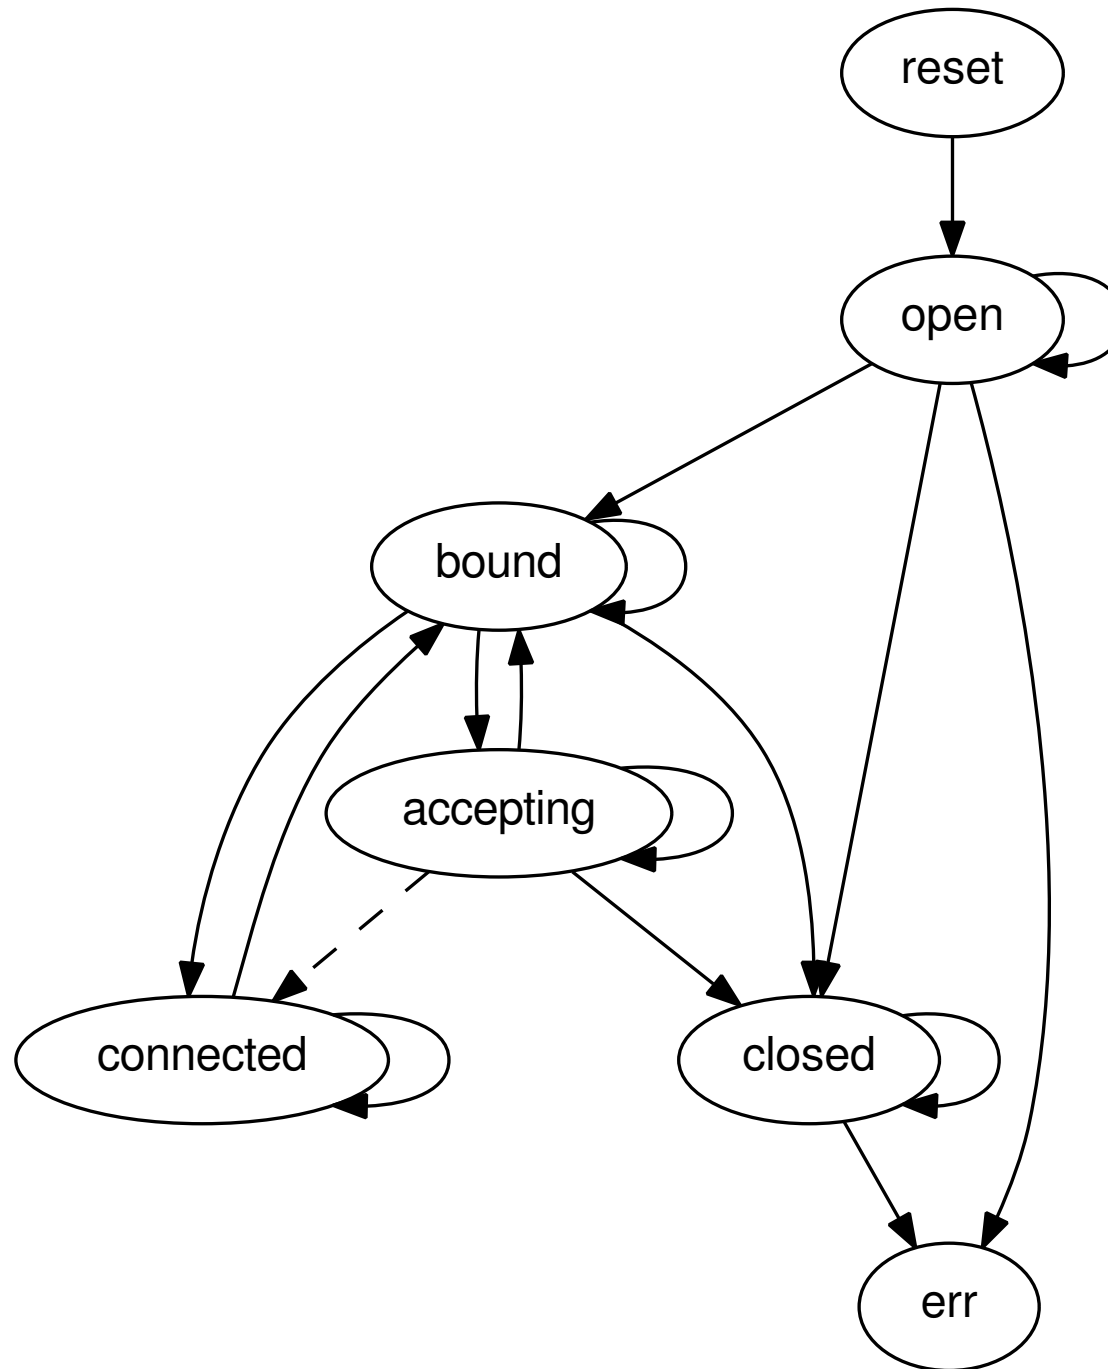 reset
open
bound
accepting
connected
closed
err